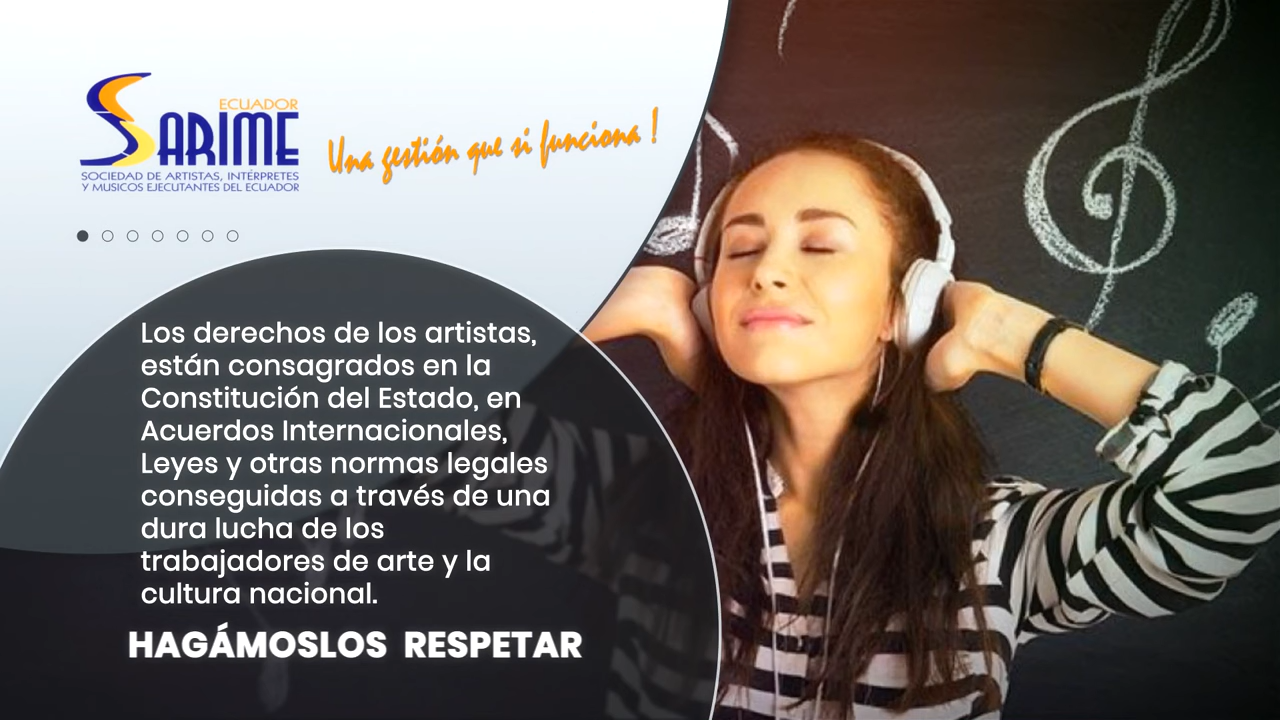 ECUADOR
SARIME
SOCIEDAD DE ARTISTAS, INTÉRPRETES
Y MUSICOS EJECUTANTES DEL ECUADOR
Una gestión que si funciona !
Los derechos de los artistas,
están consagrados en la
Constitución del Estado, en
Acuerdos Internacionales,
Leyes y otras normas legales
conseguidas a través de una
dura lucha de los
trabajadores de arte y la
cultura nacional.
HAGÁMOSLOS RESPETAR